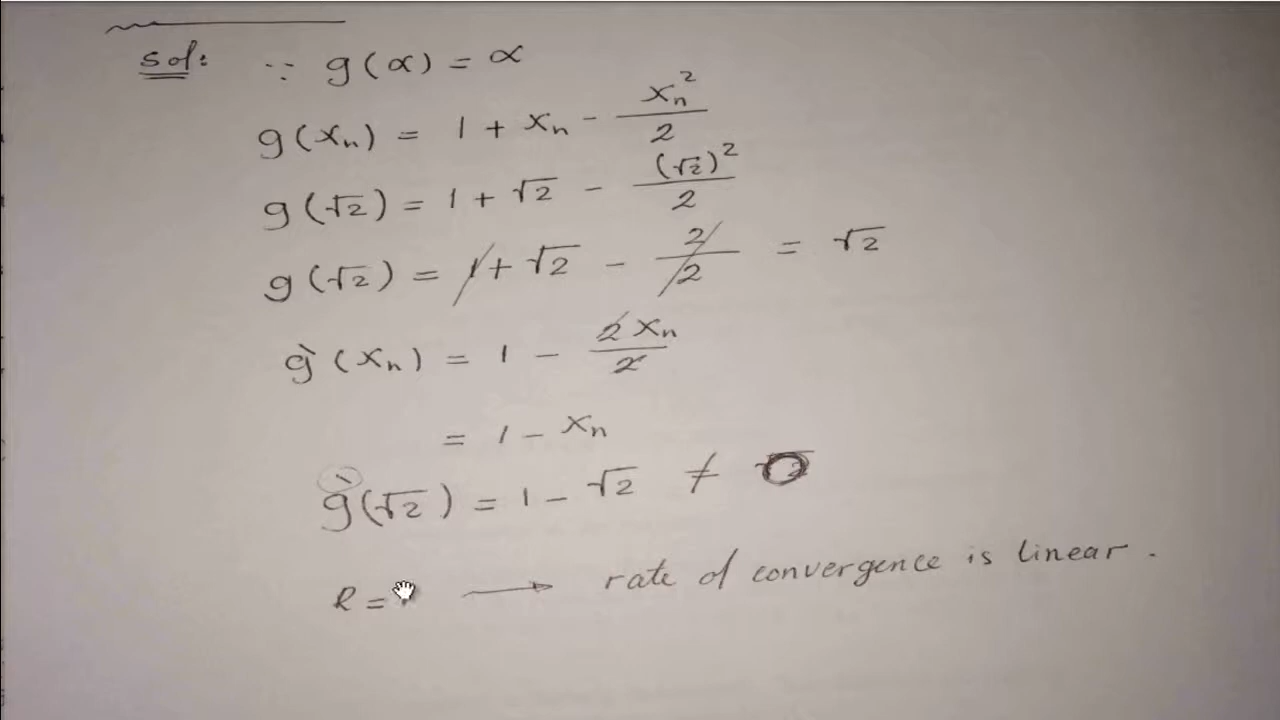 sol: ∵ g(α) = α
g(xₙ) = 1 + xₙ - xₙ²/2
g(√2) = 1 + √2 - (√2)²/2
g(√2) = 1 + √2 - 2/2 = √2
g̀(xₙ) = 1 - 2xₙ/2
= 1 - xₙ
g̀(√2) = 1 - √2 ≠ 0
R = → rate of convergence is linear.